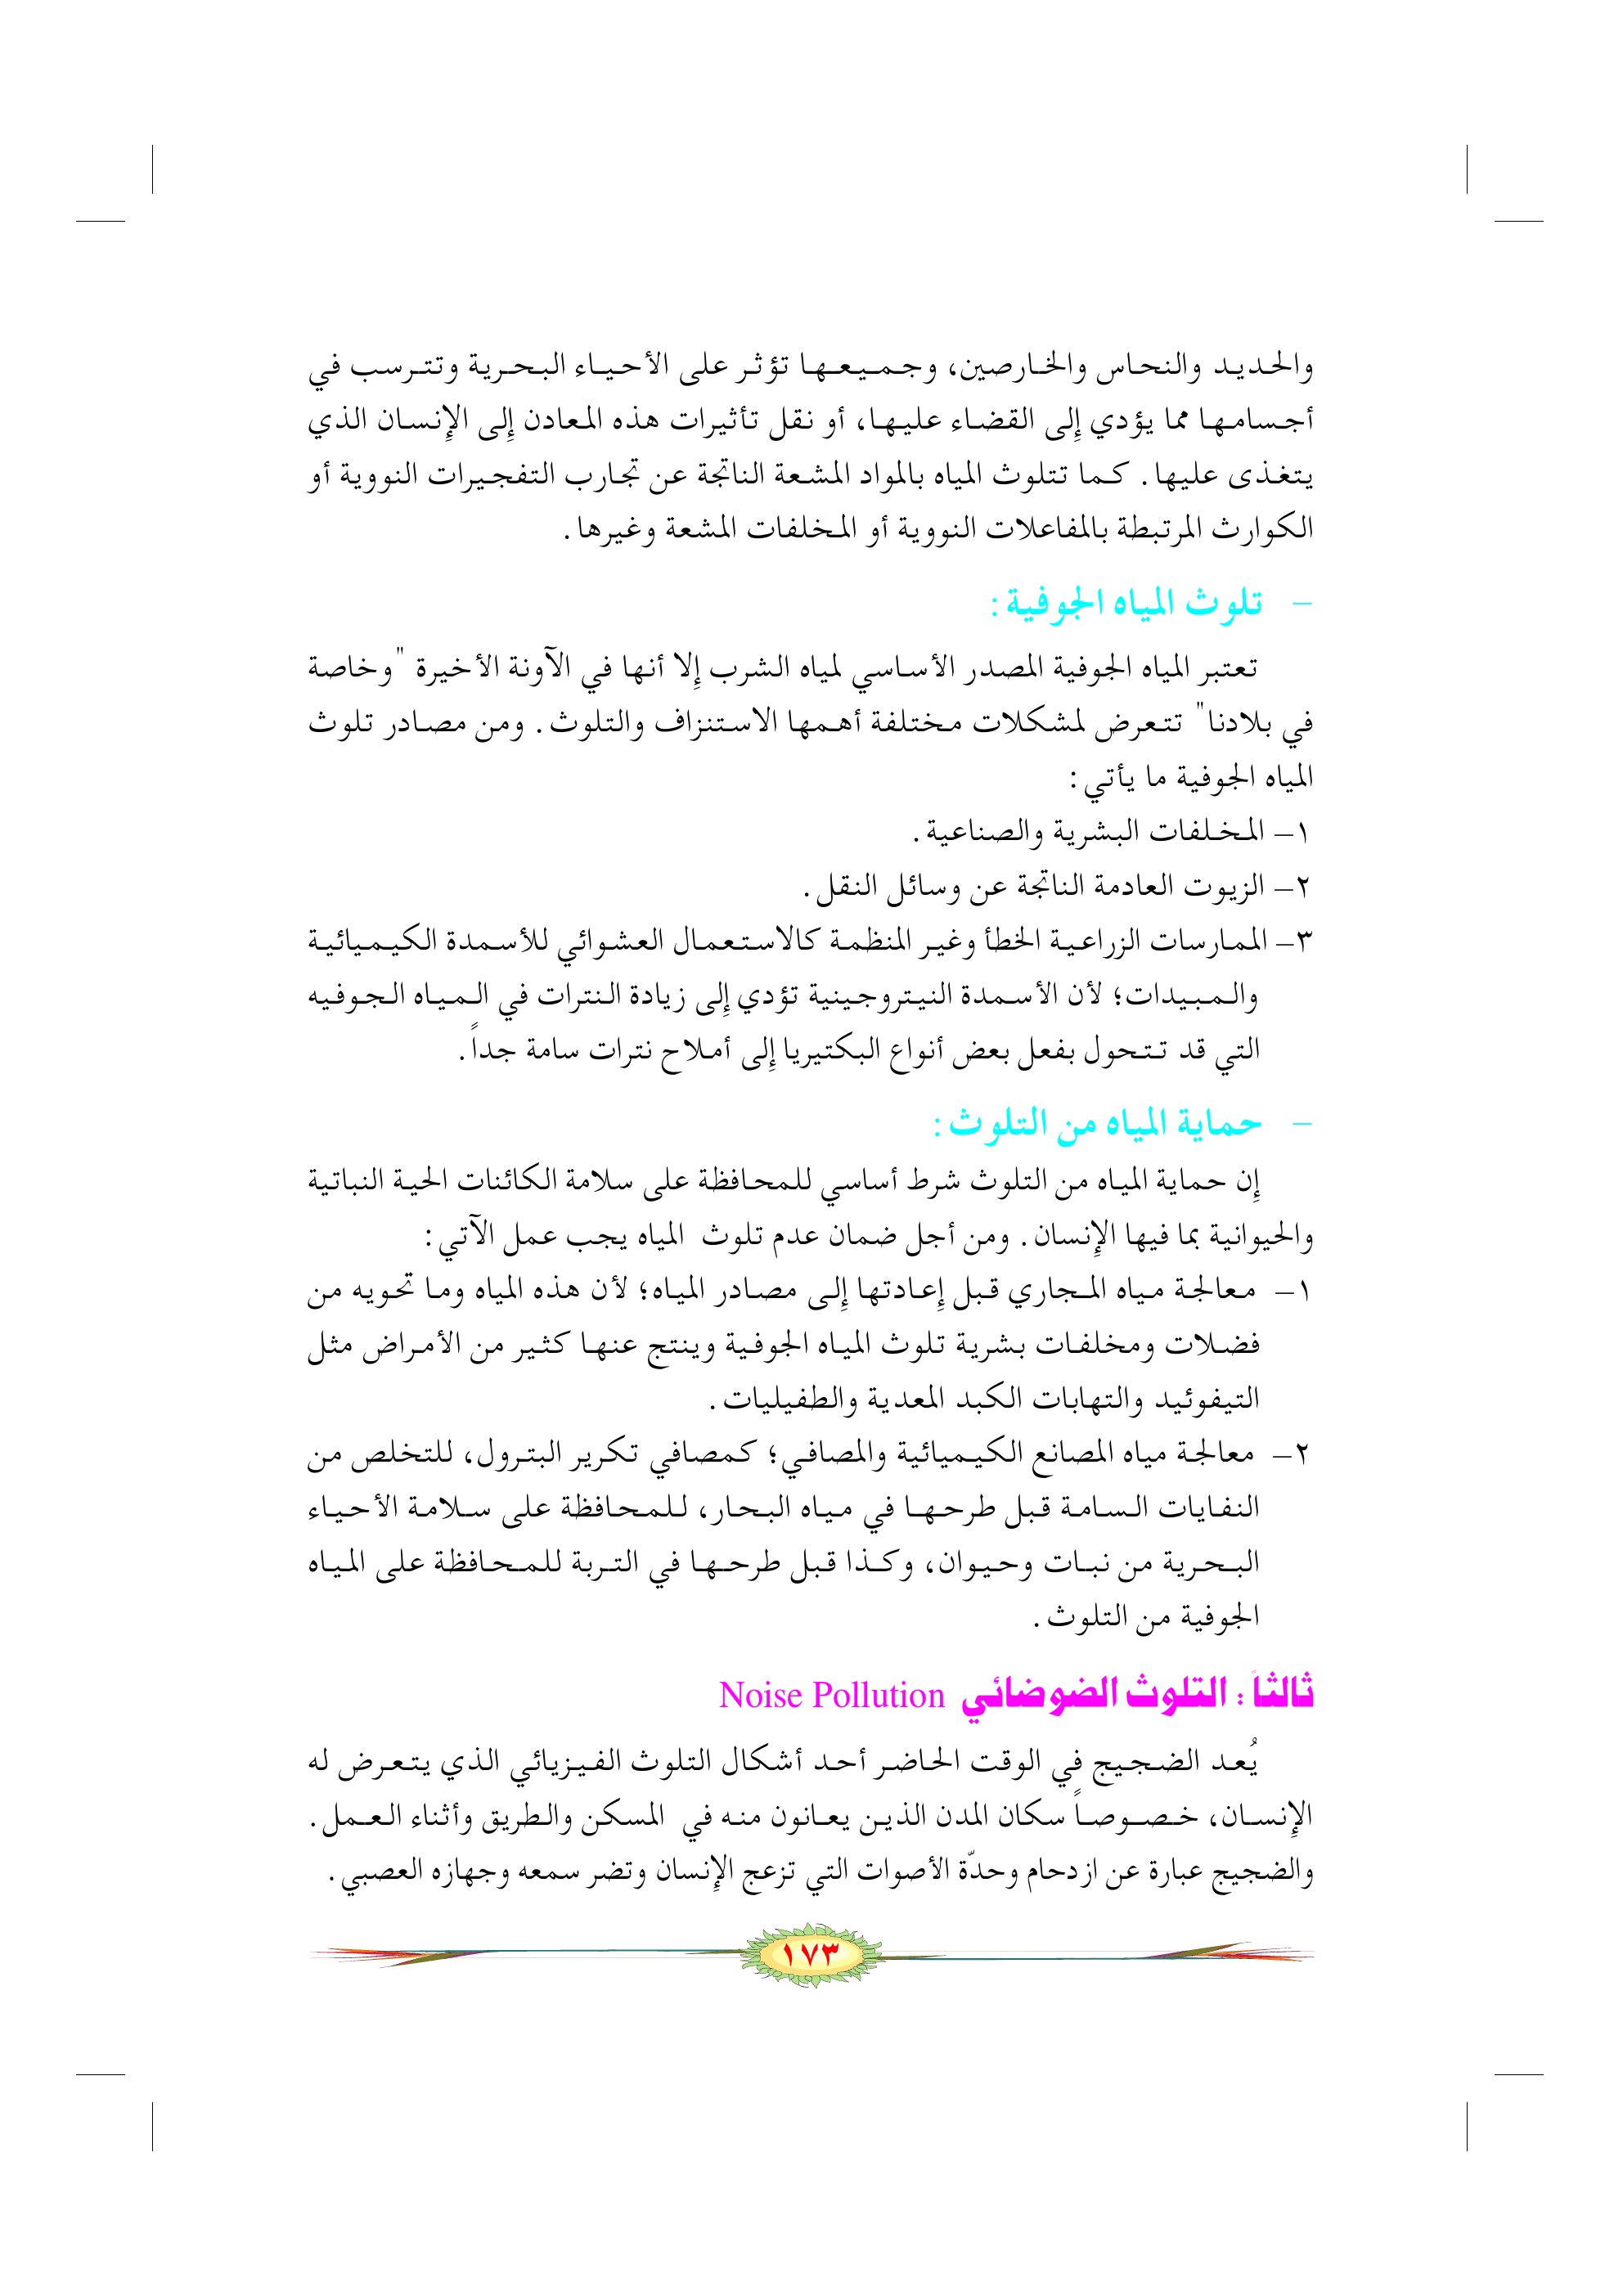 والحديد والنحاس والخارصين، وجميعها تؤثر على الأحياء البحرية وتترسب في
أجسامها مما يؤدي إلى القضاء عليها، أو نقل تأثيرات هذه المعادن إلى الإنسان الذي
يتغذى عليها. كما تتلوث المياه بالمواد المشعة الناتجة عن تجارب التفجيرات النووية أو
الكوارث المرتبطة بالمفاعلات النووية أو المخلفات المشعة وغيرها.
– تلوث المياه الجوفية:
تعتبر المياه الجوفية المصدر الأساسي لمياه الشرب إلا أنها في الآونة الأخيرة "وخاصة
في بلادنا" تتعرض لمشكلات مختلفة أهمها الاستنزاف والتلوث. ومن مصادر تلوث
المياه الجوفية ما يأتي:
١– المخلفات البشرية والصناعية.
٢– الزيوت العادمة الناتجة عن وسائل النقل.
٣– الممارسات الزراعية الخطأ وغير المنظمة كالاستعمال العشوائي للأسمدة الكيميائية
والمبيدات؛ لأن الأسمدة النيتروجينية تؤدي إلى زيادة النترات في المياه الجوفيه
التي قد تتحول بفعل بعض أنواع البكتيريا إلى أملاح نترات سامة جداً.
– حماية المياه من التلوث:
إن حماية المياه من التلوث شرط أساسي للمحافظة على سلامة الكائنات الحية النباتية
والحيوانية بما فيها الإنسان. ومن أجل ضمان عدم تلوث المياه يجب عمل الآتي:
١– معالجة مياه المجاري قبل إعادتها إلى مصادر المياه؛ لأن هذه المياه وما تحويه من
فضلات ومخلفات بشرية تلوث المياه الجوفية وينتج عنها كثير من الأمراض مثل
التيفوئيد والتهابات الكبد المعدية والطفيليات.
٢– معالجة مياه المصانع الكيميائية والمصافي؛ كمصافي تكرير البترول، للتخلص من
النفايات السامة قبل طرحها في مياه البحار، للمحافظة على سلامة الأحياء
البحرية من نبات وحيوان، وكذا قبل طرحها في التربة للمحافظة على المياه
الجوفية من التلوث.
ثالثاً: التلوث الضوضائي Noise Pollution
يُعد الضجيج في الوقت الحاضر أحد أشكال التلوث الفيزيائي الذي يتعرض له
الإنسان، خصوصاً سكان المدن الذين يعانون منه في المسكن والطريق وأثناء العمل.
والضجيج عبارة عن ازدحام وحدّة الأصوات التي تزعج الإنسان وتضر سمعه وجهازه العصبي.
١٧٣